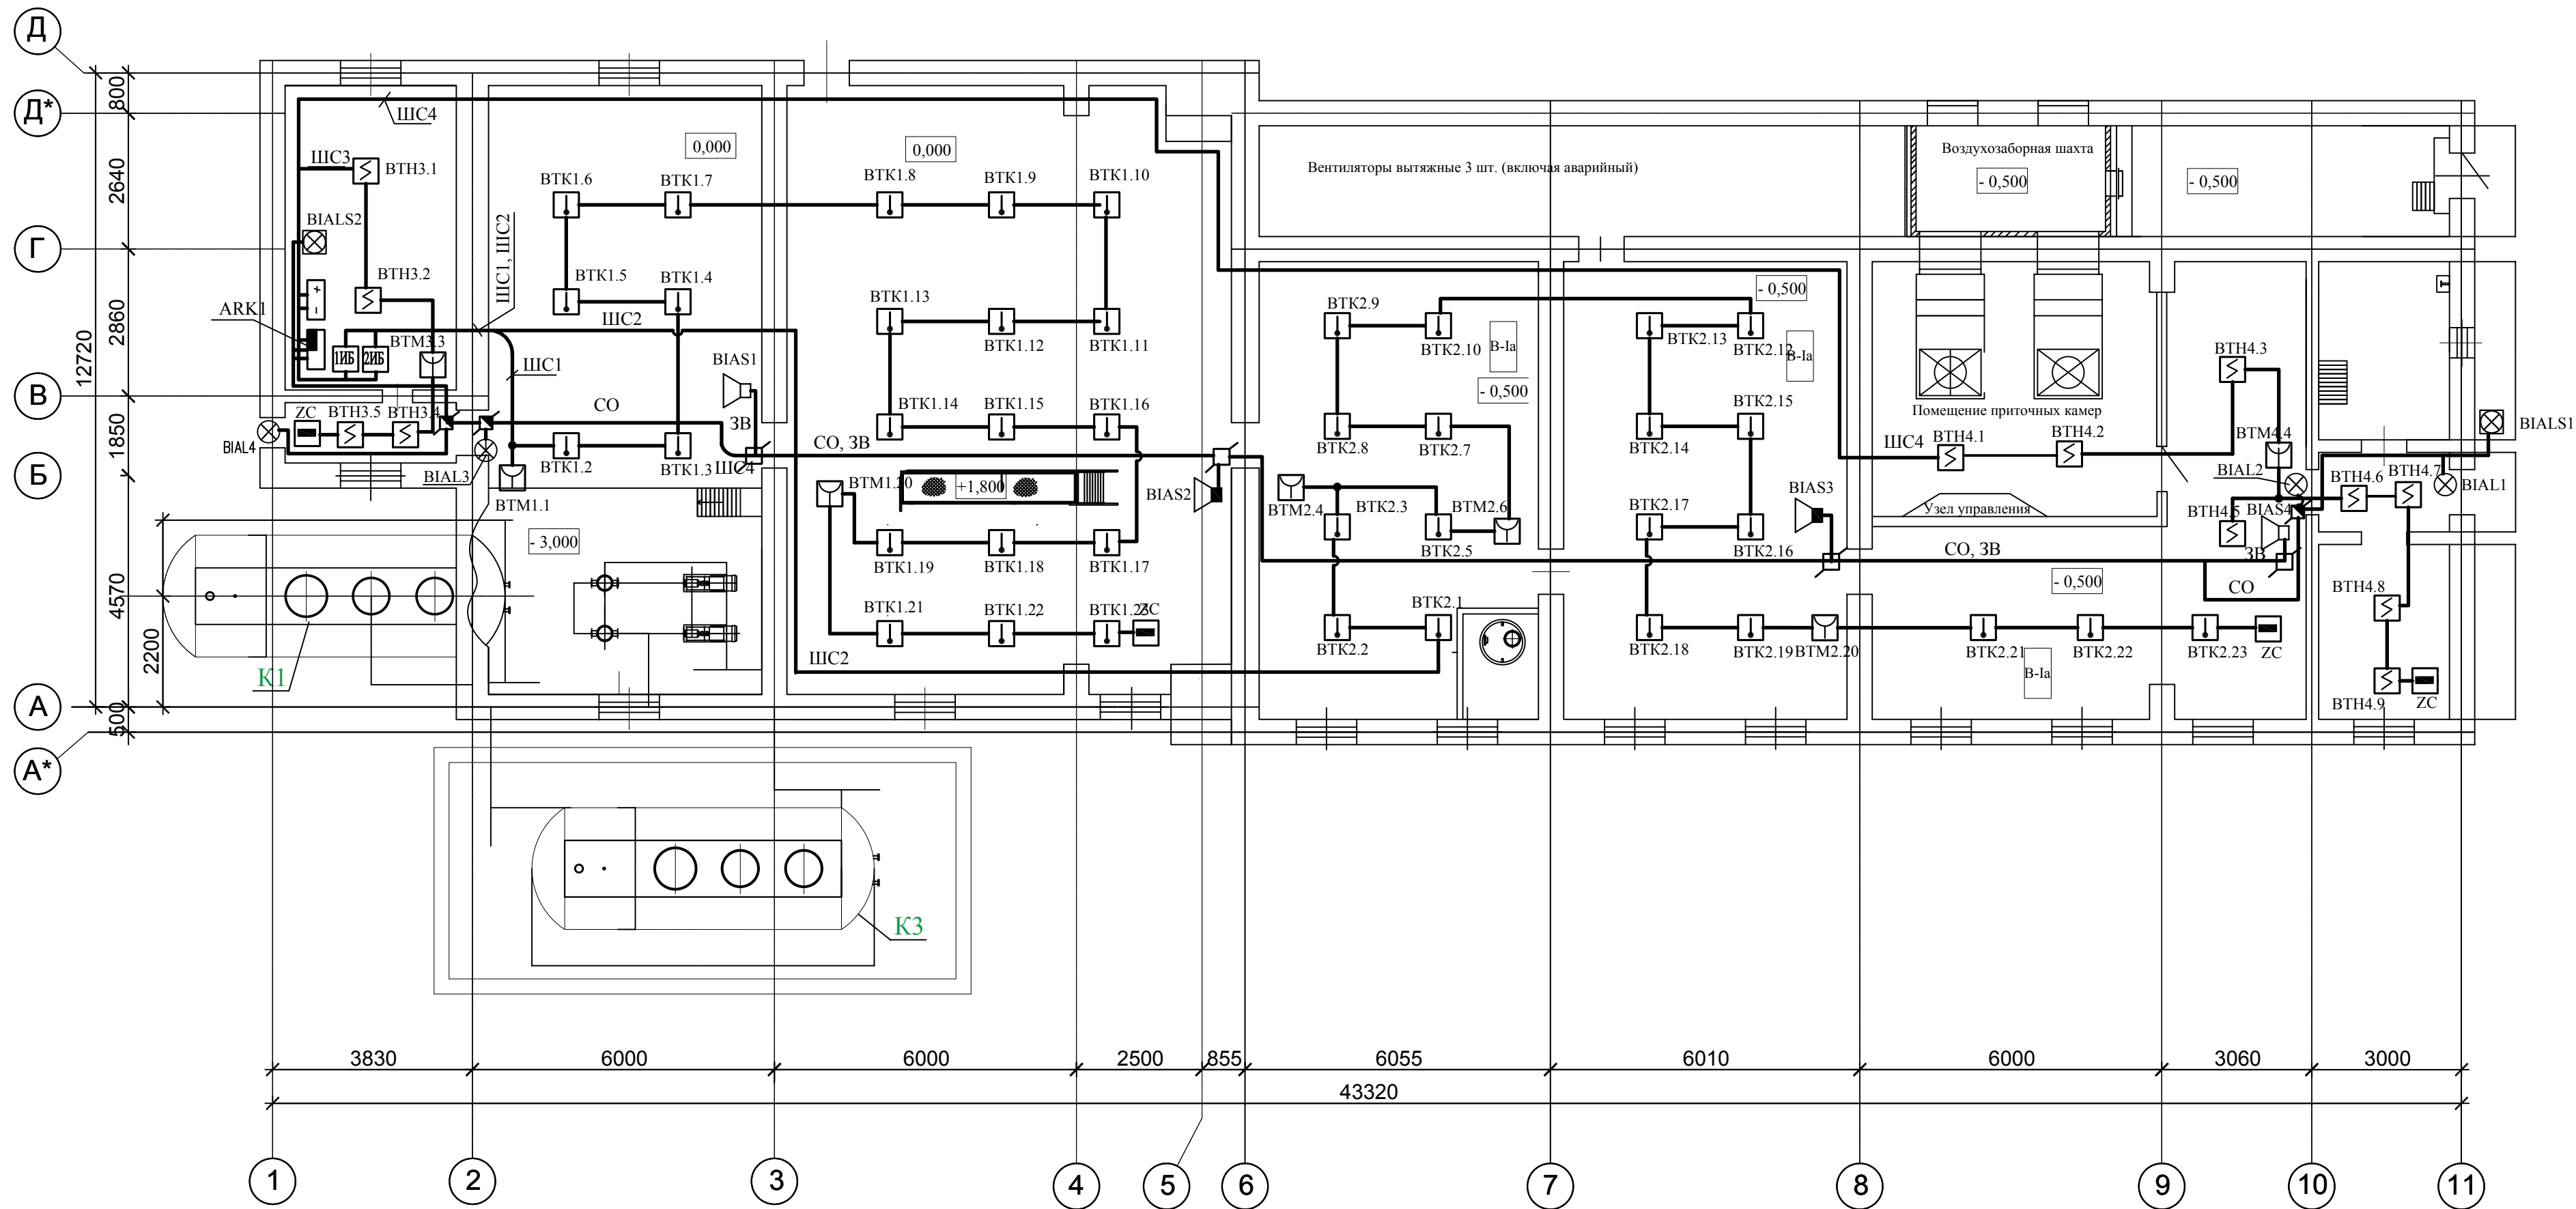 Д
Д*
Г
В
Б
А
А*
800
2640
2860
1850
4570
500
12720
2200
ШС4
ШС3
ВТН3.1
BIALS2
ВТН3.2
ARK1
1ИБ
2ИБ
ВТМ3.3
ZC
ВТН3.5
ВТН3.4
BIAL4
BIAL3
ШС1, ШС2
0,000
0,000
ВТК1.6
ВТК1.7
ВТК1.8
ВТК1.9
ВТК1.10
ВТК1.5
ВТК1.4
ШС2
ВТК1.13
ВТК1.12
ВТК1.11
ШС1
BIAS1
СО
ЗВ
ВТК1.14
ВТК1.15
ВТК1.16
СО, ЗВ
ВТК1.2
ВТК1.3
ШС4
ВТМ1.1
ВТМ1.20
+1,800
BIAS2
- 3,000
ВТК1.19
ВТК1.18
ВТК1.17
ВТК1.21
ВТК1.22
ВТК1.23
ZC
ШС2
К1
К3
Вентиляторы вытяжные 3 шт. (включая аварийный)
Воздухозаборная шахта
- 0,500
- 0,500
- 0,500
ВТК2.9
ВТК2.10
В-Iа
- 0,500
ВТК2.13
ВТК2.12
В-Iа
ВТК2.8
ВТК2.7
ВТК2.14
ВТК2.15
Помещение приточных камер
ШС4
ВТН4.1
ВТН4.2
ВТН4.3
ВТМ4.4
BIALS1
BIAL2
ВТН4.6
ВТН4.7
BIAL1
ВТМ2.4
ВТК2.3
ВТМ2.6
ВТК2.5
ВТК2.17
ВТК2.16
BIAS3
Узел управления
ВТН4.5
BIAS4
ЗВ
СО, ЗВ
СО
- 0,500
ВТН4.8
ВТК2.2
ВТК2.1
ВТК2.18
ВТК2.19
ВТМ2.20
ВТК2.21
ВТК2.22
ВТК2.23
ZC
В-Iа
ВТН4.9
ZC
3830
6000
6000
2500
855
6055
6010
6000
3060
3000
43320
1
2
3
4
5
6
7
8
9
10
11